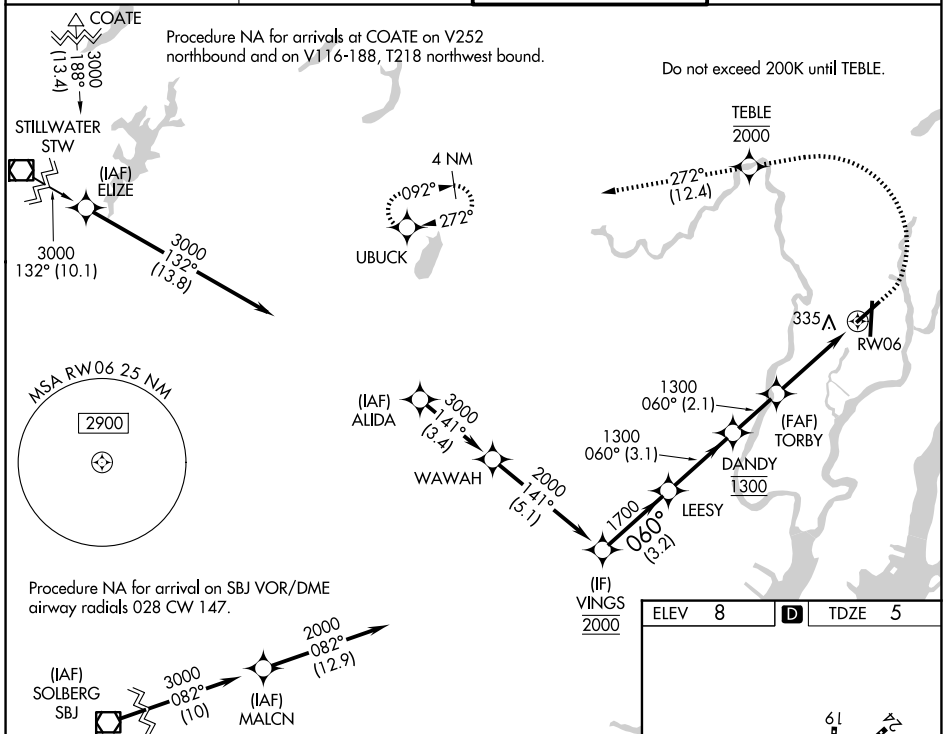 COATE
3000
188°
(13.4)
Procedure NA for arrivals at COATE on V252
northbound and on V116-188, T218 northwest bound.
Do not exceed 200K until TEBLE.
STILLWATER
STW
(IAF)
ELIZE
3000
132° (10.1)
3000
132°
(13.8)
4 NM
092°
272°
UBUCK
TEBLE
2000
272°
(12.4)
335
RW06
MSA RW06 25 NM
2900
(IAF)
ALIDA
3000
141°
(3.4)
WAWAH
2000
141°
(5.1)
1300
060° (2.1)
(FAF)
TORBY
1300
060° (3.1)
DANDY
1300
LEESY
1700
060°
(3.2)
(IF)
VINGS
2000
Procedure NA for arrival on SBJ VOR/DME
airway radials 028 CW 147.
(IAF)
SOLBERG
SBJ
3000
082°
(10)
(IAF)
MALCN
2000
082°
(12.9)
ELEV 8
D
TDZE 5
19
24